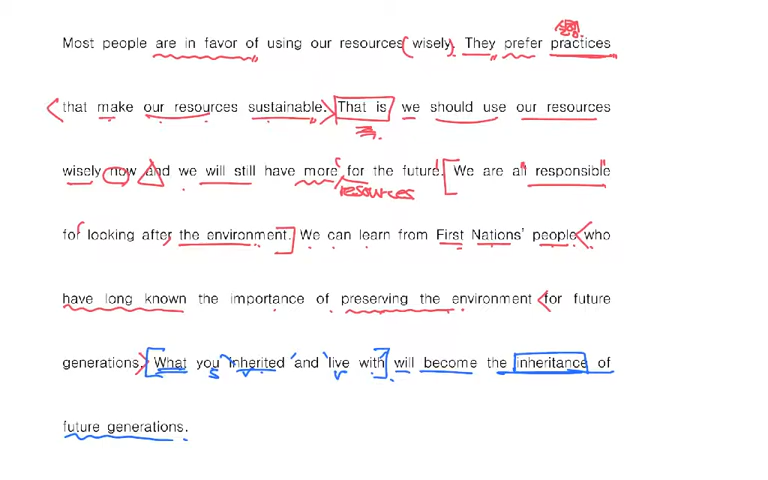 Most people are in favor of using our resources (wisely). They prefer practices
that make our resources sustainable. That is we should use our resources
즉.
wisely now and we will still have more for the future. We are all responsible
resources
for looking after the environment. We can learn from First Nations' people who
have long known the importance of preserving the environment for future
generations. What you inherited and live with will become the inheritance of
S V V
future generations.